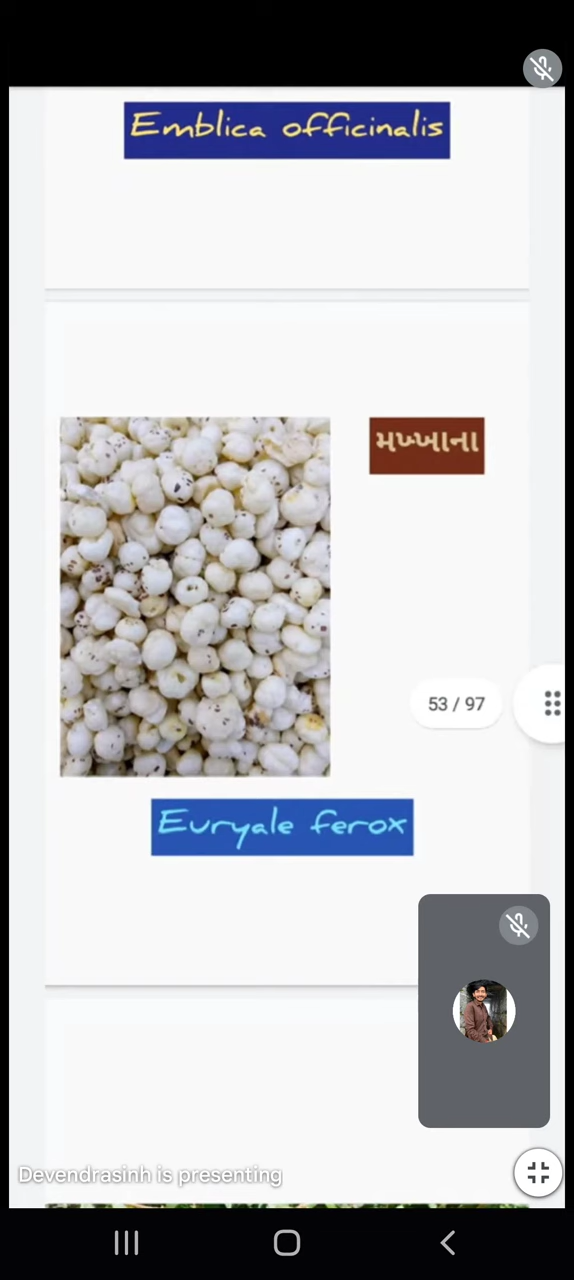 Emblica officinalis
મખ્ખાના
53 / 97
Euryale ferox
Devendrasinh is presenting